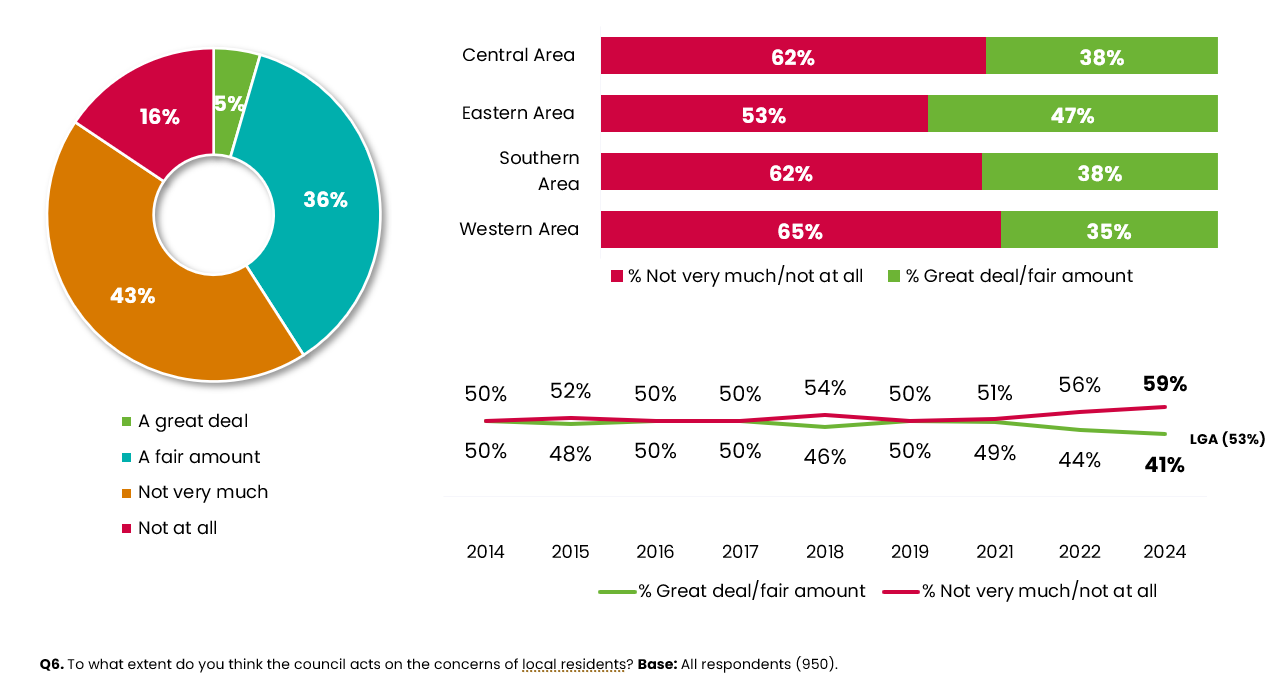 5%
16%
36%
43%
A great deal
A fair amount
Not very much
Not at all
Central Area 62% 38%
Eastern Area 53% 47%
Southern
Area 62% 38%
Western Area 65% 35%
% Not very much/not at all % Great deal/fair amount
50% 52% 50% 50% 54% 50% 51% 56% 59%
LGA (53%)
50% 48% 50% 50% 46% 50% 49% 44% 41%
2014 2015 2016 2017 2018 2019 2021 2022 2024
% Great deal/fair amount % Not very much/not at all
Q6. To what extent do you think the council acts on the concerns of local residents? Base: All respondents (950).